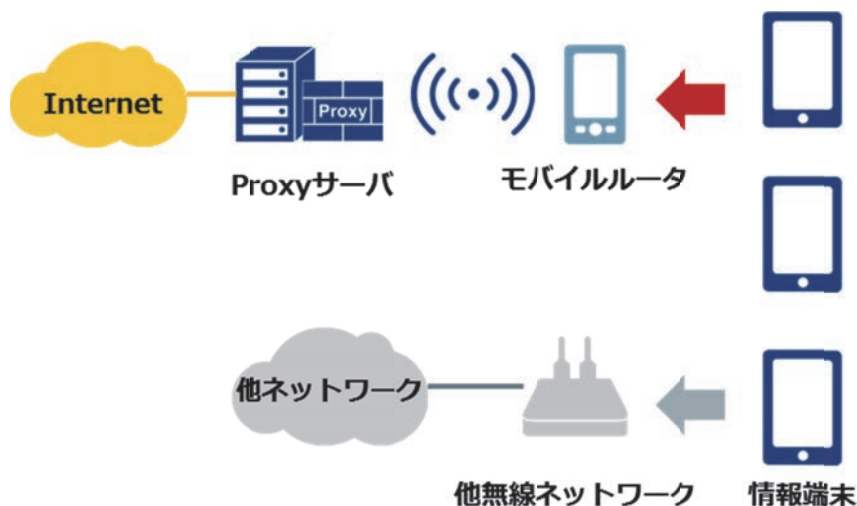 Internet
Proxy
Proxyサーバ
モバイルルータ
他ネットワーク
他無線ネットワーク
情報端末